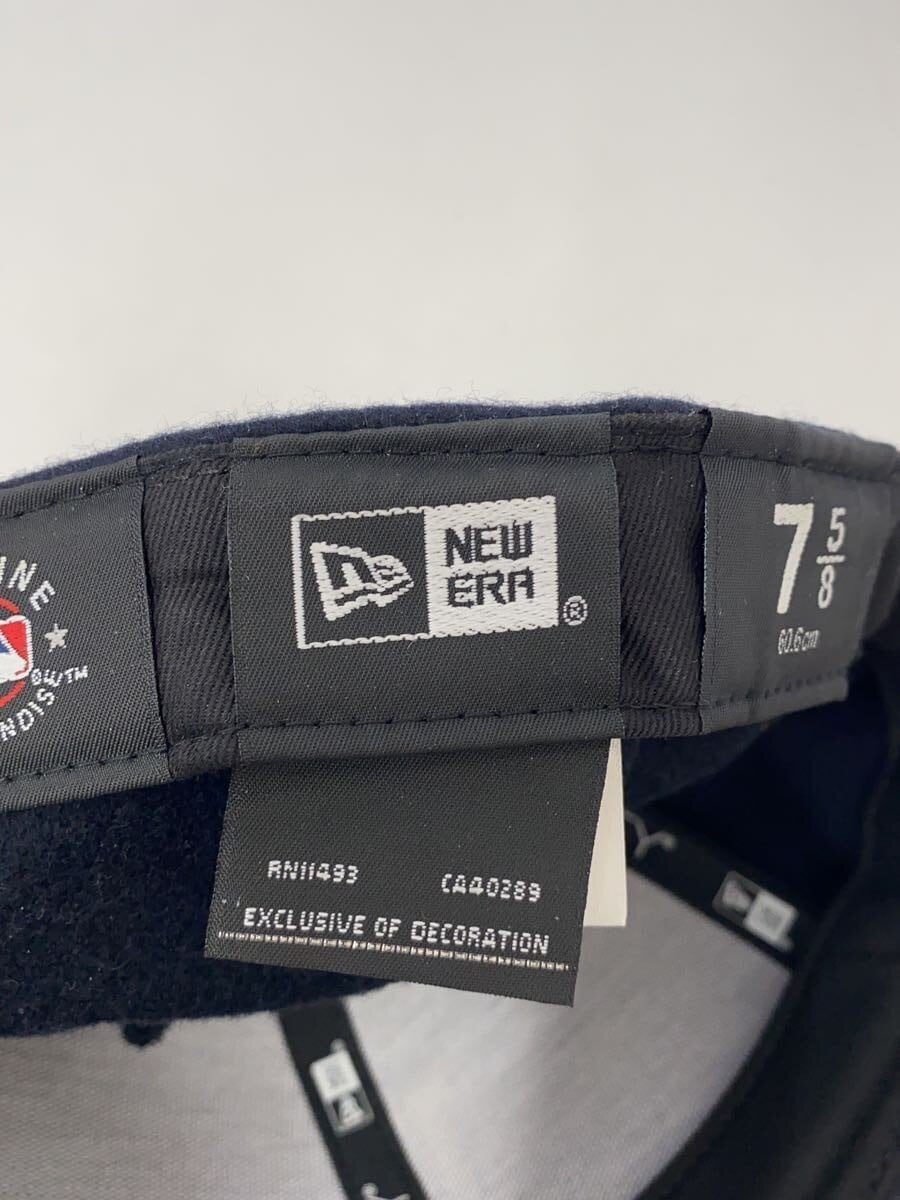 NEW
ERA
®
7 5/8
60.6cm
RN11493 CA40289
EXCLUSIVE OF DECORATION